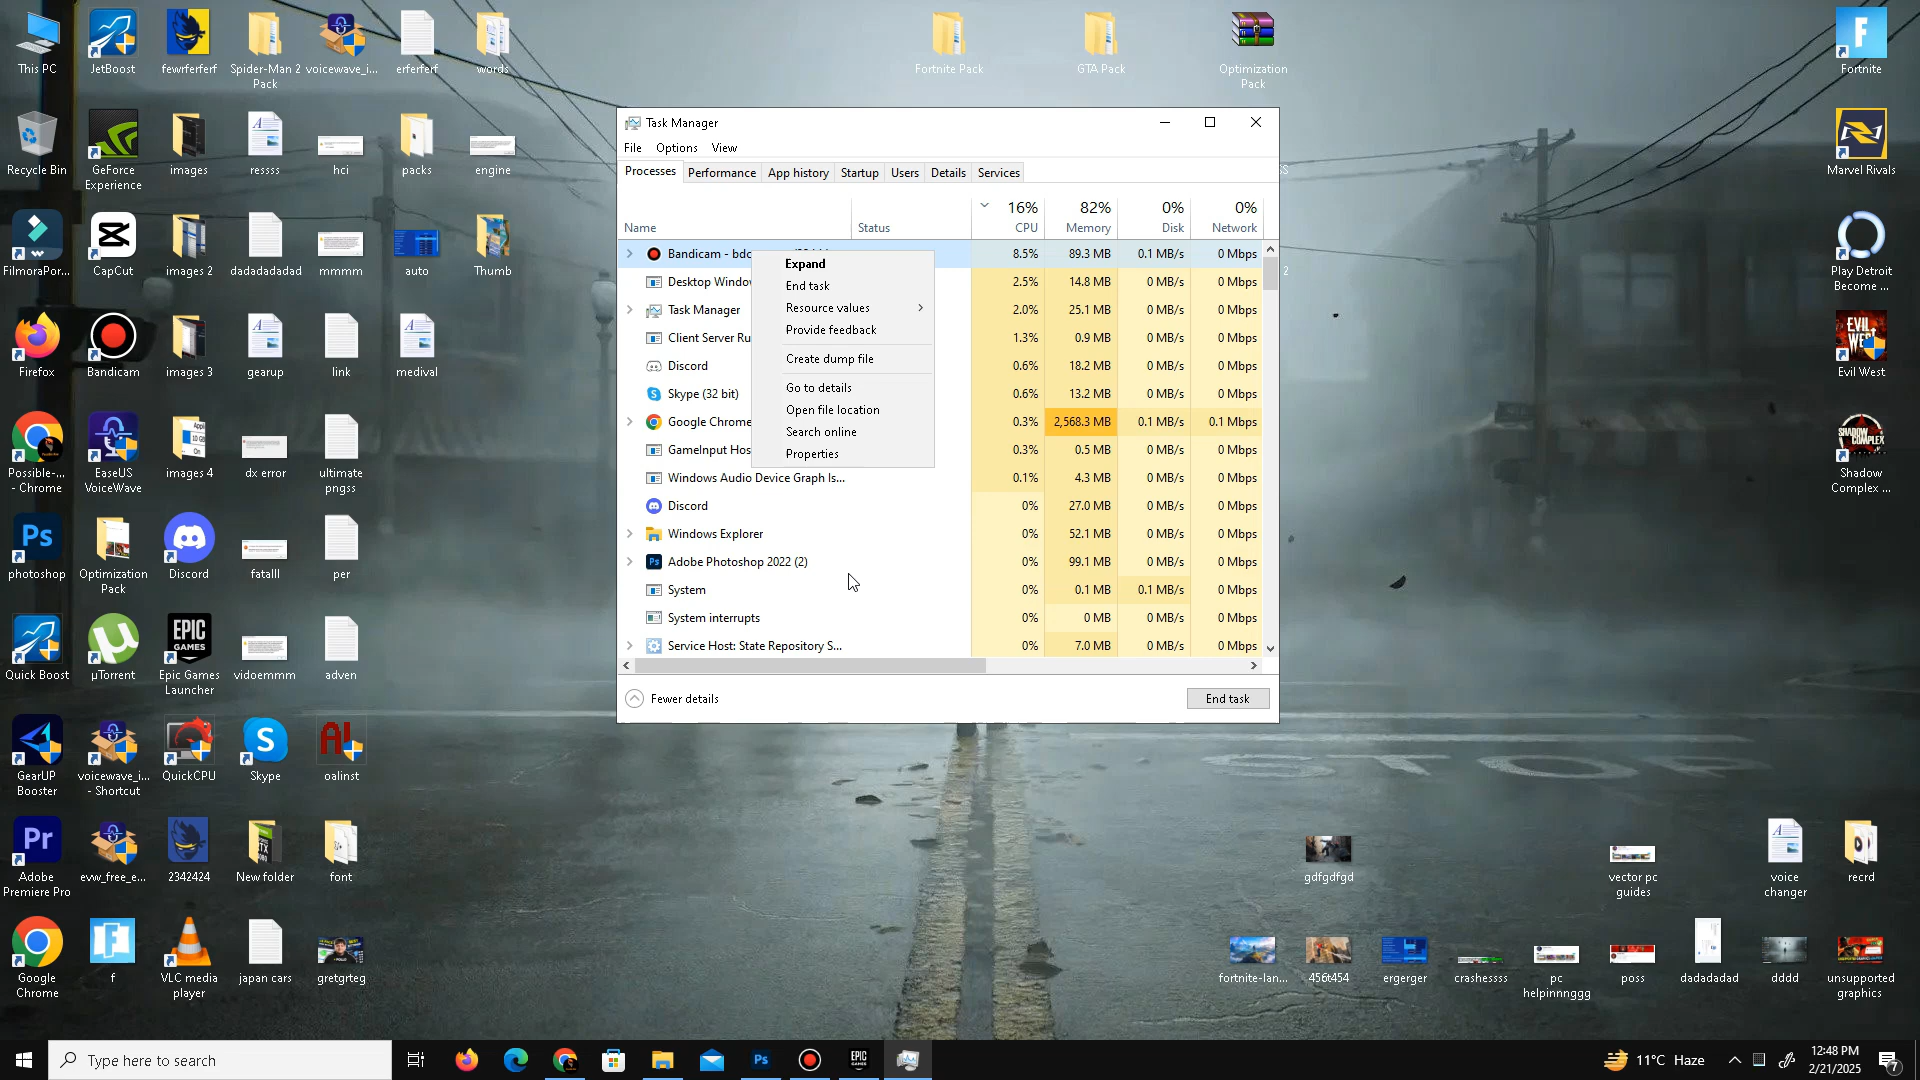 This PC
JetBoost
fewrferferf
Spider-Man 2
Pack
voicewave_i...
erferferf
words
Fortnite Pack
GTA Pack
Optimization
Pack
Fortnite
Recycle Bin
GeForce
Experience
images
ressss
hci
packs
engine
Marvel Rivals
FilmoraPor...
CapCut
images 2
dadadadadad
mmmm
auto
Thumb
Play Detroit
Become ...
Firefox
Bandicam
images 3
gearup
link
medival
Evil West
Possible-...
- Chrome
EaseUS
VoiceWave
images 4
dx error
ultimate
pngss
Shadow
Complex ...
photoshop
Optimization
Pack
Discord
fatalll
per
Quick Boost
µTorrent
Epic Games
Launcher
vidoemmm
adven
GearUP
Booster
voicewave_i...
- Shortcut
QuickCPU
Skype
oalinst
Adobe
Premiere Pro
evw_free_e...
2342424
New folder
font
Google
Chrome
f
VLC media
player
japan cars
gretgrteg
Task Manager
File Options View
Processes Performance App history Startup Users Details Services
16% 82% 0% 0%
Name Status CPU Memory Disk Network
Bandicam - bdc 8.5% 89.3 MB 0.1 MB/s 0 Mbps
Desktop Windo 2.5% 14.8 MB 0 MB/s 0 Mbps
Task Manager 2.0% 25.1 MB 0 MB/s 0 Mbps
Client Server Ru 1.3% 0.9 MB 0 MB/s 0 Mbps
Discord 0.6% 18.2 MB 0 MB/s 0 Mbps
Skype (32 bit) 0.6% 13.2 MB 0 MB/s 0 Mbps
Google Chrome 0.3% 2,568.3 MB 0.1 MB/s 0.1 Mbps
GameInput Hos 0.3% 0.5 MB 0 MB/s 0 Mbps
Windows Audio Device Graph Is... 0.1% 4.3 MB 0 MB/s 0 Mbps
Discord 0% 27.0 MB 0 MB/s 0 Mbps
Windows Explorer 0% 52.1 MB 0 MB/s 0 Mbps
Adobe Photoshop 2022 (2) 0% 99.1 MB 0 MB/s 0 Mbps
System 0% 0.1 MB 0.1 MB/s 0 Mbps
System interrupts 0% 0 MB 0 MB/s 0 Mbps
Service Host: State Repository S... 0% 7.0 MB 0 MB/s 0 Mbps
Expand
End task
Resource values
Provide feedback
Create dump file
Go to details
Open file location
Search online
Properties
Fewer details End task
STOP
gdfgdfgd
vector pc
guides
voice
changer
recrd
fortnite-lan...
456t454
ergerger
crashessss
pc
helpinnnggg
poss
dadadadad
dddd
unsupported
graphics
Type here to search
11°C Haze
12:48 PM
2/21/2025
7